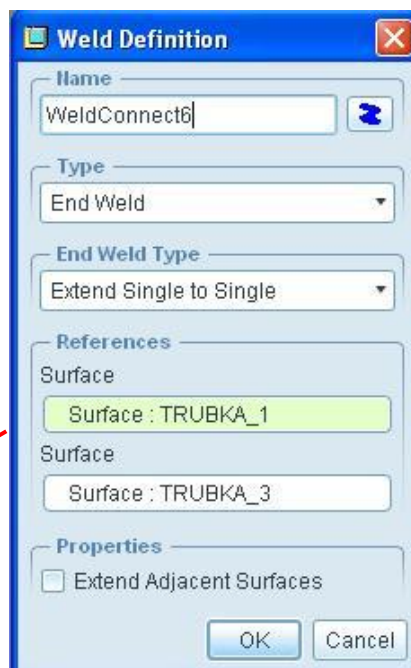 Weld Definition
Name
WeldConnect6
Type
End Weld
End Weld Type
Extend Single to Single
References
Surface
Surface : TRUBKA_1
Surface
Surface : TRUBKA_3
Properties
Extend Adjacent Surfaces
OK Cancel